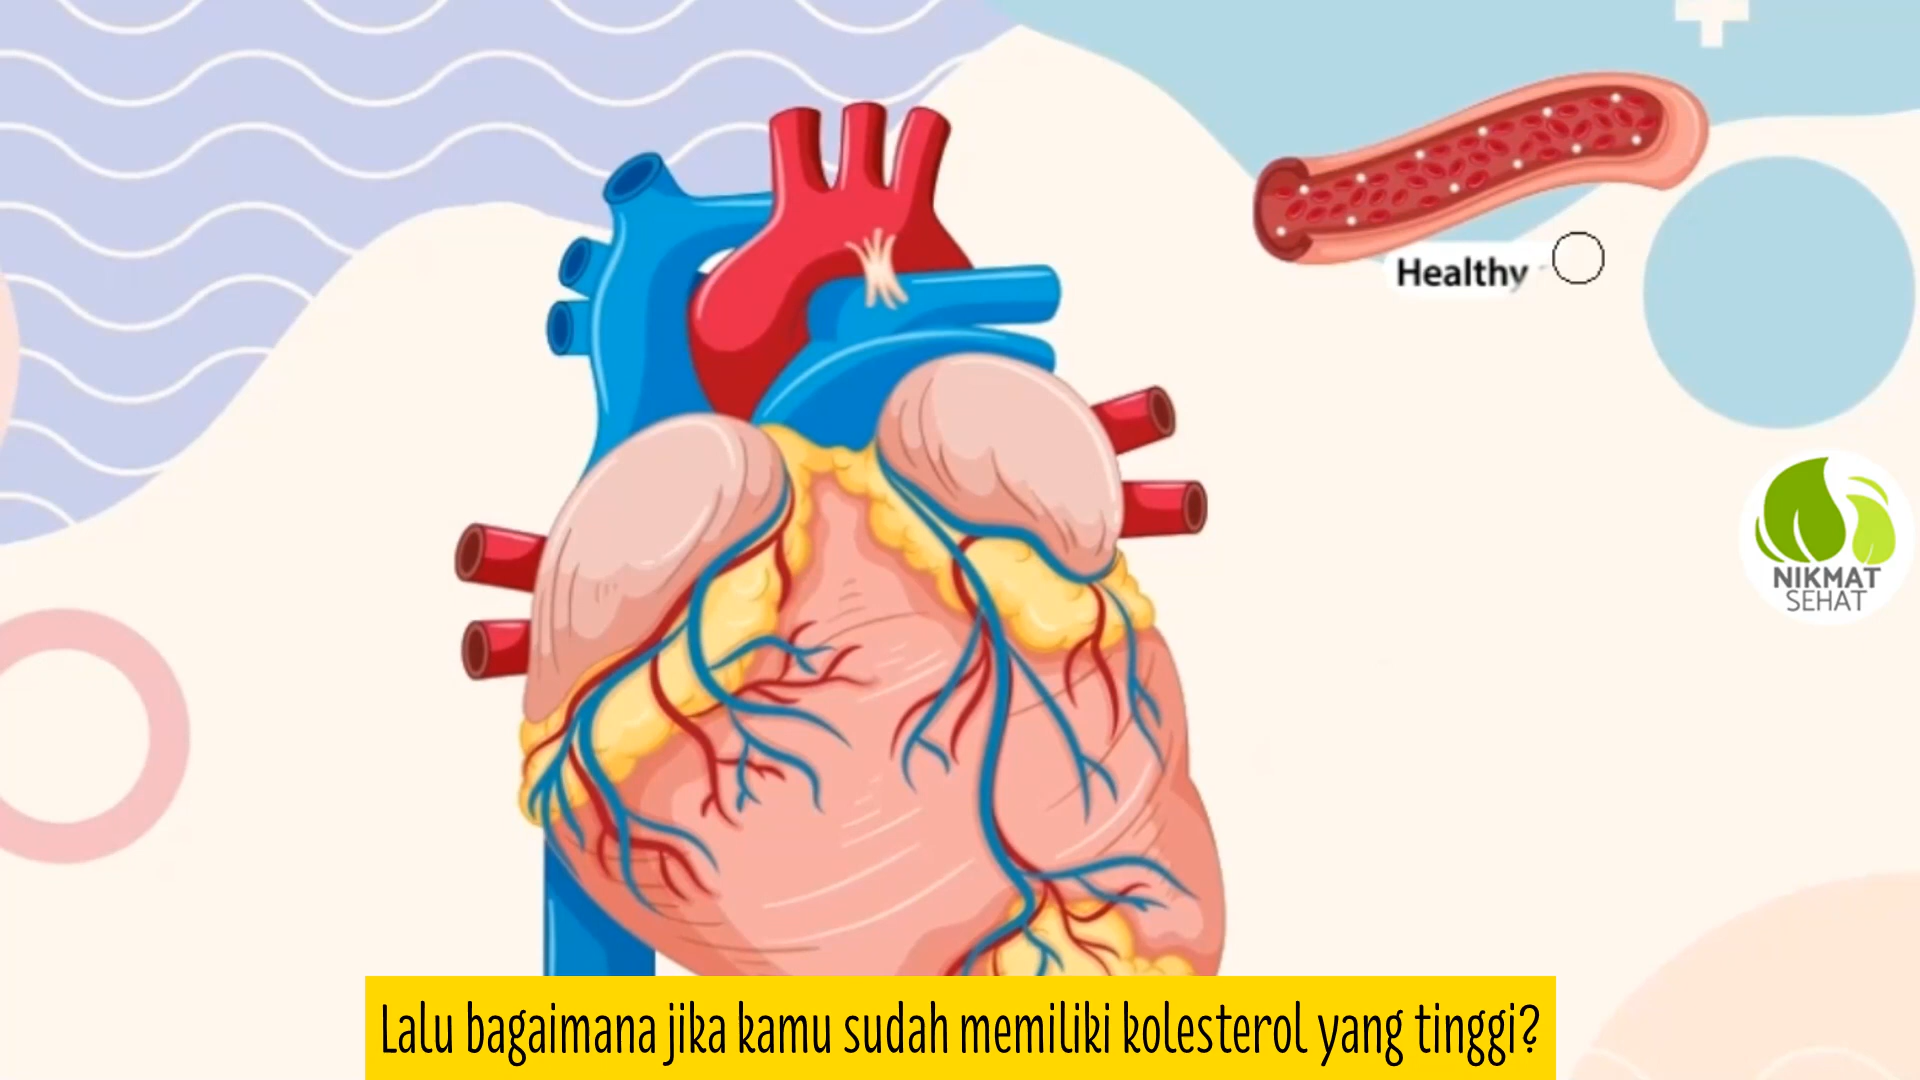 Healthy
NIKMAT
SEHAT
Lalu bagaimana jika kamu sudah memiliki kolesterol yang tinggi?